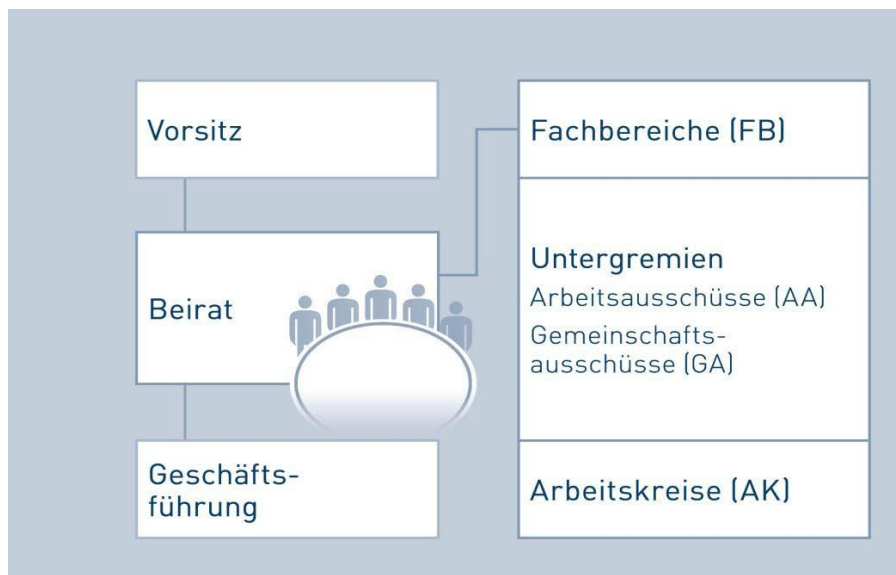 Vorsitz
Beirat
Geschäfts-
führung
Fachbereiche (FB)
Untergremien
Arbeitsausschüsse (AA)
Gemeinschafts-
ausschüsse (GA)
Arbeitskreise (AK)